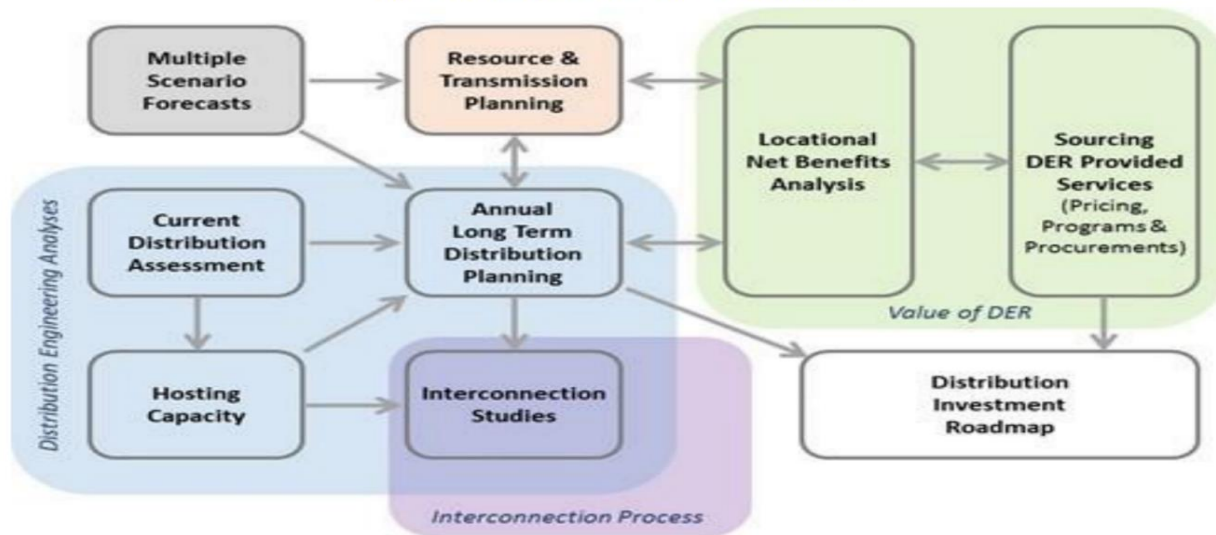 Multiple
Scenario
Forecasts
Resource &
Transmission
Planning
Locational
Net Benefits
Analysis
Sourcing
DER Provided
Services
(Pricing,
Programs &
Procurements)
Value of DER
Distribution Engineering Analyses
Current
Distribution
Assessment
Annual
Long Term
Distribution
Planning
Hosting
Capacity
Interconnection
Studies
Distribution
Investment
Roadmap
Interconnection Process